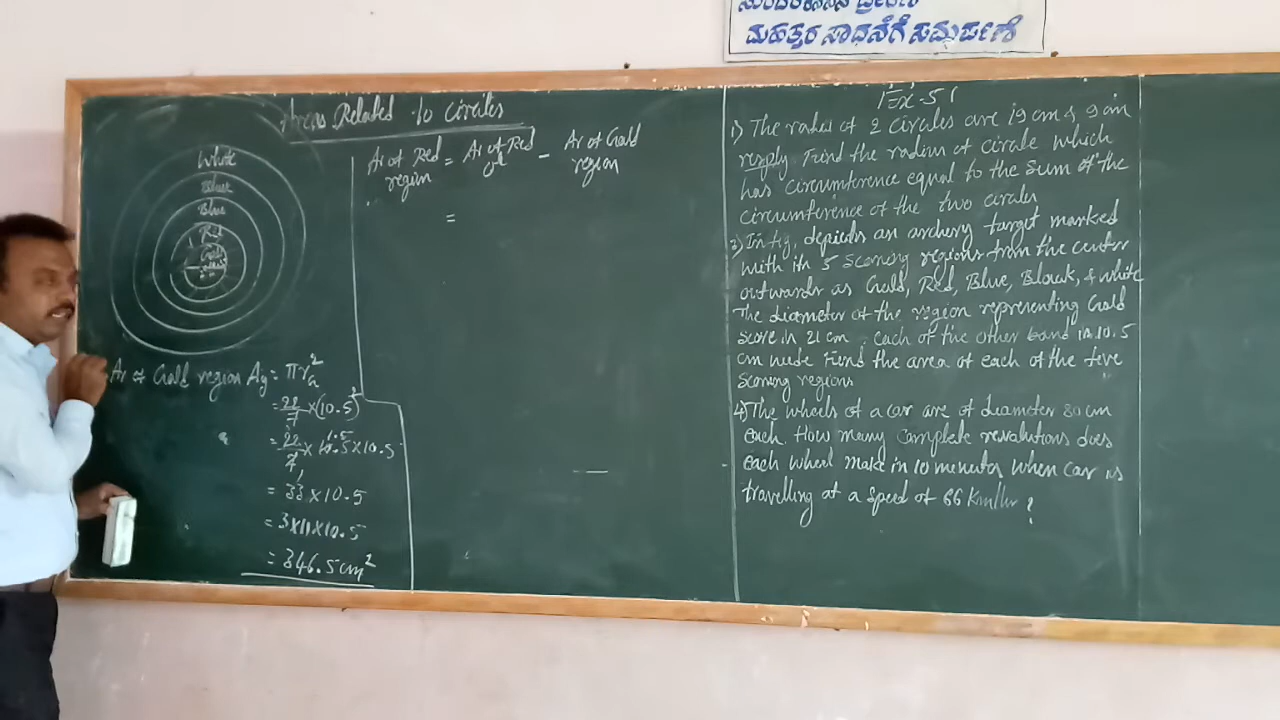 ಮಹತ್ತರ ಸಾಧನೆಗೆ ಸಮರ್ಪಣೆ
Areas Related to circles
White
Blue
Blue
Red
Gold
Ar of Gold region Ag = πr²
= 22/7 × (10.5)²
= 22/7 × 10.5 × 10.5
1.5
1
= 33 × 10.5
= 3 × 11 × 10.5
= 346.5 cm²
Ar of Red region = Ar of Red - Ar of Gold region
=
Ex-5.1
1) The radii of 2 circles are 19 cm & 9 cm
resply. Find the radius of circle which
has circumference equal to the sum of the
circumference of the two circles
2) In fig, depicts an archery target marked
with its 5 scoring regions from the center
outwards as Gold, Red, Blue, Black, & white
The diameter of the region representing Gold
score is 21 cm. each of the other band is 10.5
cm wide Find the area of each of the five
scoring regions
4) The wheels of a car are of diameter 80 cm
each. How many complete revolutions does
each wheel make in 10 minutes when car is
travelling at a speed of 66 Km/hr ?